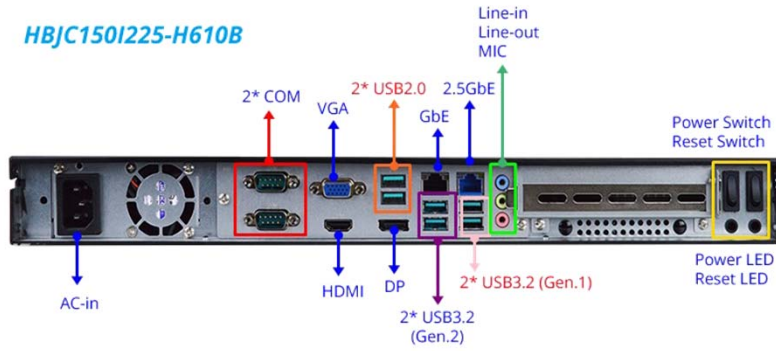 HBJC150I225-H610B
Line-in
Line-out
MIC
2* COM
VGA
2* USB2.0
GbE
2.5GbE
Power Switch
Reset Switch
AC-in
HDMI
DP
2* USB3.2
(Gen.2)
2* USB3.2 (Gen.1)
Power LED
Reset LED